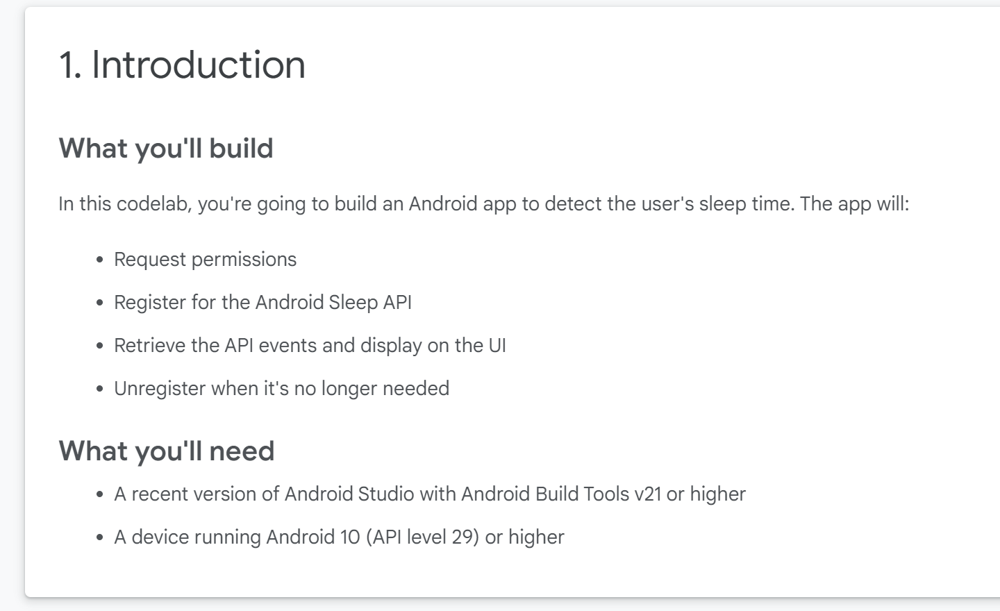 1. Introduction
What you'll build
In this codelab, you're going to build an Android app to detect the user's sleep time. The app will:
• Request permissions
• Register for the Android Sleep API
• Retrieve the API events and display on the UI
• Unregister when it's no longer needed
What you'll need
• A recent version of Android Studio with Android Build Tools v21 or higher
• A device running Android 10 (API level 29) or higher